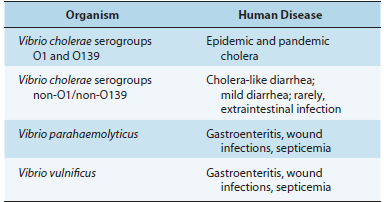 Organism Human Disease
Vibrio cholerae serogroups Epidemic and pandemic
O1 and O139 cholera
Vibrio cholerae serogroups Cholera-like diarrhea;
non-O1/non-O139 mild diarrhea; rarely,
extraintestinal infection
Vibrio parahaemolyticus Gastroenteritis, wound
infections, septicemia
Vibrio vulnificus Gastroenteritis, wound
infections, septicemia